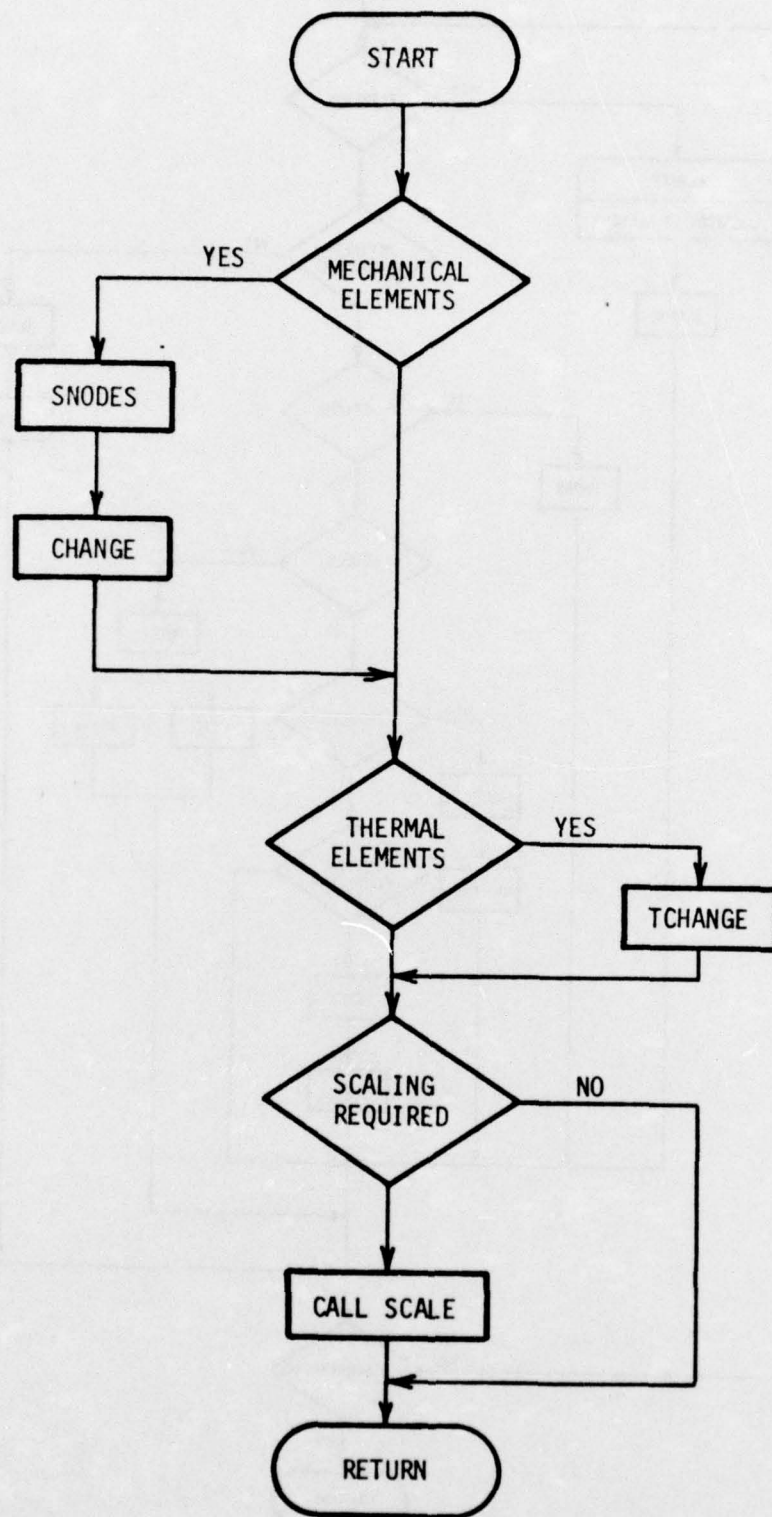 START
YES
MECHANICAL
ELEMENTS
SNODES
CHANGE
THERMAL
ELEMENTS
YES
TCHANGE
SCALING
REQUIRED
NO
CALL SCALE
RETURN